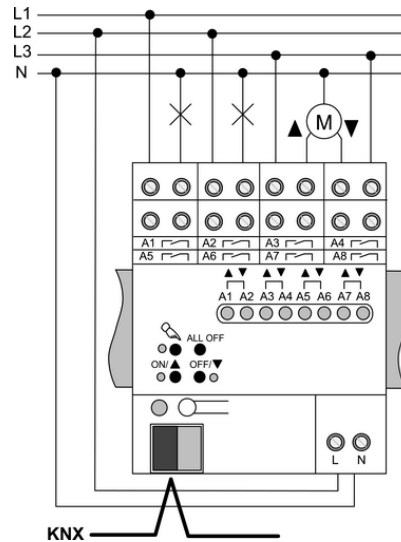 L1
L2
L3
N
▲ M ▼
A1 A2 A3 A4
A5 A6 A7 A8
▲ ▼ ▲ ▼ ▲ ▼ ▲ ▼
A1 A2 A3 A4 A5 A6 A7 A8
ALL OFF
ON/▲ OFF/▼
L N
KNX